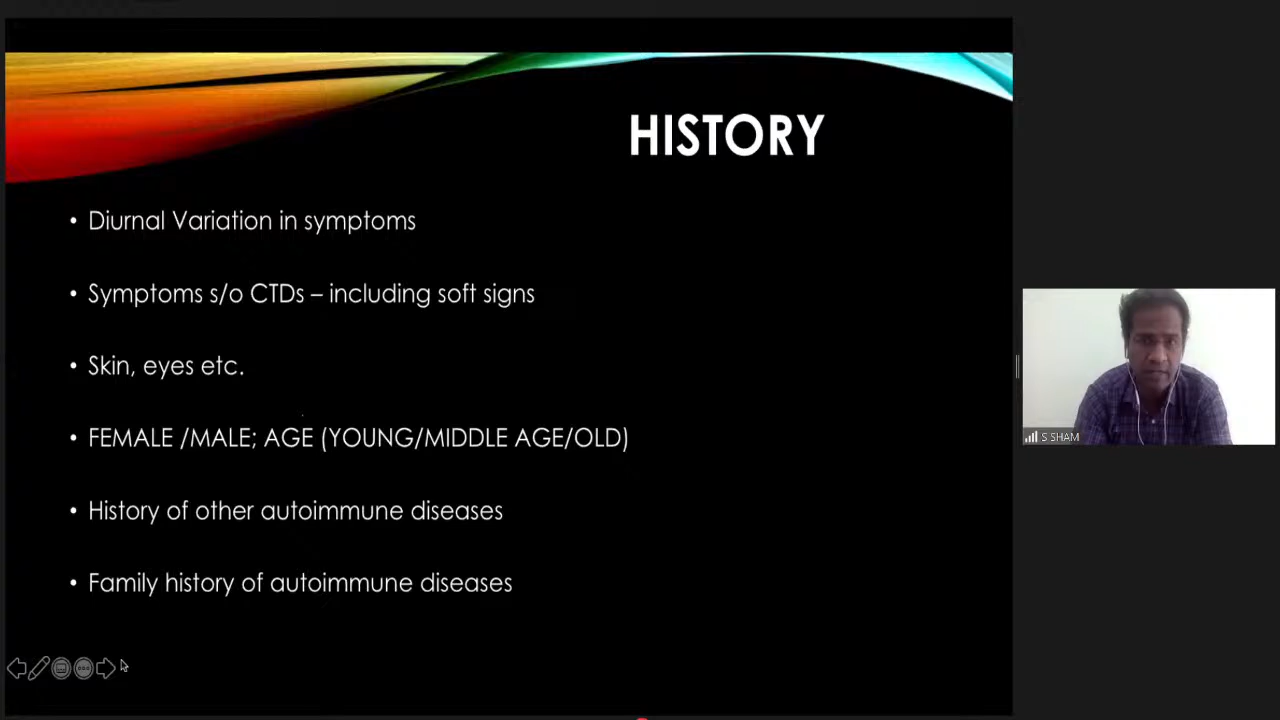 HISTORY
• Diurnal Variation in symptoms
• Symptoms s/o CTDs – including soft signs
• Skin, eyes etc.
• FEMALE /MALE; AGE (YOUNG/MIDDLE AGE/OLD)
• History of other autoimmune diseases
• Family history of autoimmune diseases
S SHAM